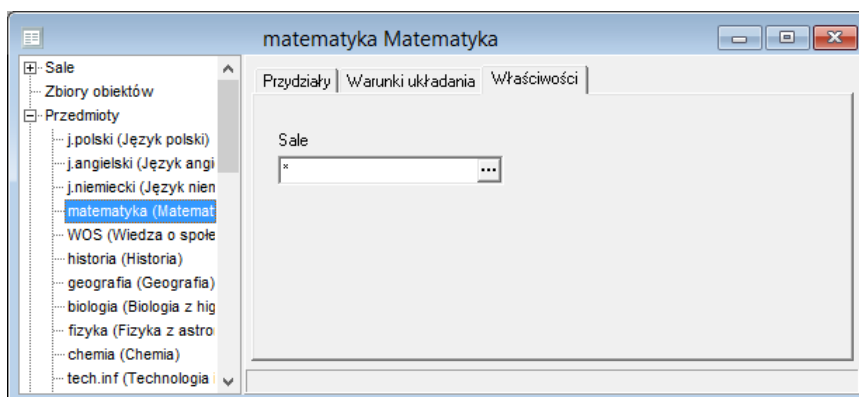 matematyka Matematyka
Sale
Zbiory obiektów
Przedmioty
j.polski (Język polski)
j.angielski (Język angi
j.niemiecki (Język nien
matematyka (Matemat
WOS (Wiedza o społe
historia (Historia)
geografia (Geografia)
biologia (Biologia z hig
fizyka (Fizyka z astro
chemia (Chemia)
tech.inf (Technologia i
Przydziały Warunki układania Właściwości
Sale
* ...